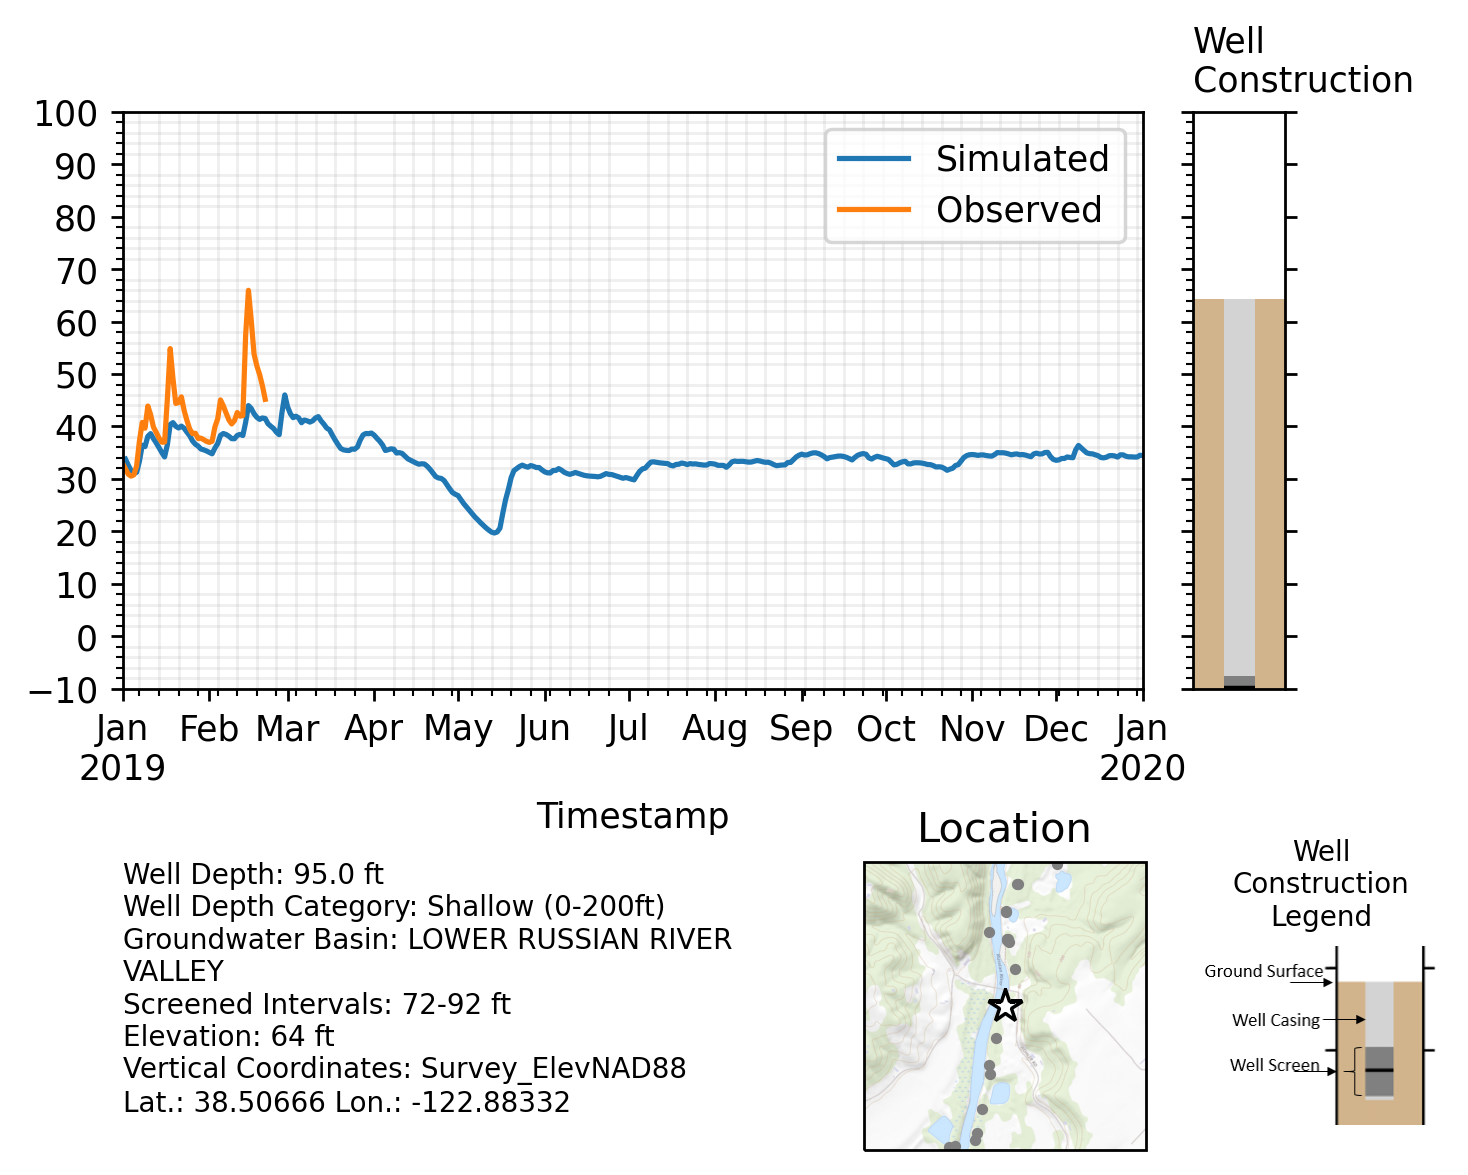 Well
Construction
100
90
80
70
60
50
40
30
20
10
0
−10
Simulated
Observed
Jan Feb Mar Apr May Jun Jul Aug Sep Oct Nov Dec Jan
2019 2020
Timestamp
Well Depth: 95.0 ft
Well Depth Category: Shallow (0-200ft)
Groundwater Basin: LOWER RUSSIAN RIVER
VALLEY
Screened Intervals: 72-92 ft
Elevation: 64 ft
Vertical Coordinates: Survey_ElevNAD88
Lat.: 38.50666 Lon.: -122.88332
Location
Well
Construction
Legend
Ground Surface
Well Casing
Well Screen